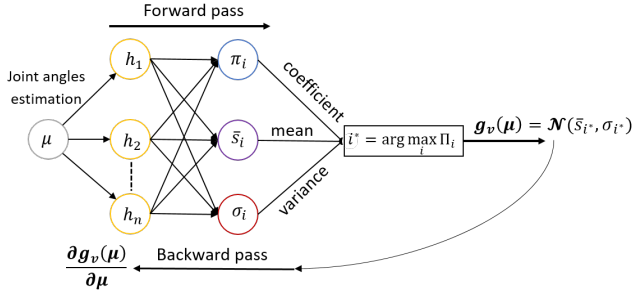 Forward pass
Joint angles
estimation
μ
h₁
h₂
hₙ
πᵢ
s̄ᵢ
σᵢ
coefficient
mean
variance
i* = arg max Πᵢ
i
gᵥ(μ) = 𝒩(s̄ᵢ*, σᵢ*)
Backward pass
∂gᵥ(μ)
∂μ